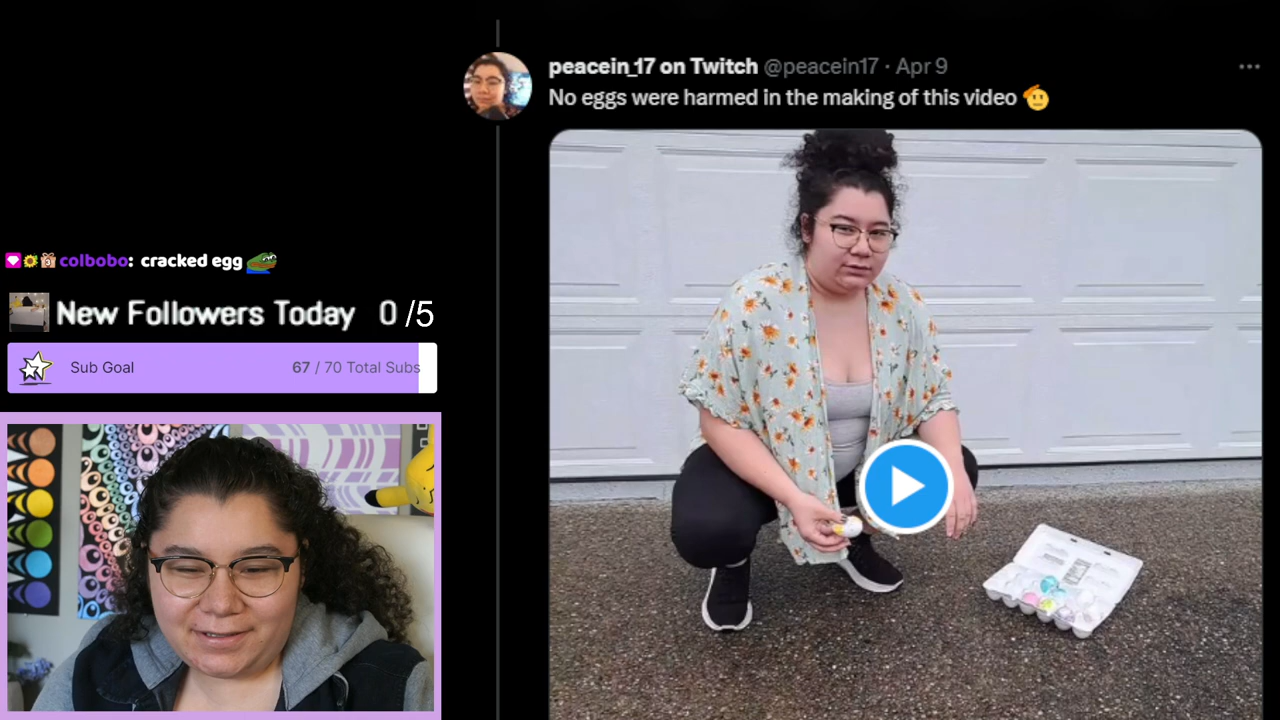 peacein_17 on Twitch @peacein17 · Apr 9
No eggs were harmed in the making of this video 🫡
colbobo: cracked egg
New Followers Today 0 /5
Sub Goal 67 / 70 Total Subs